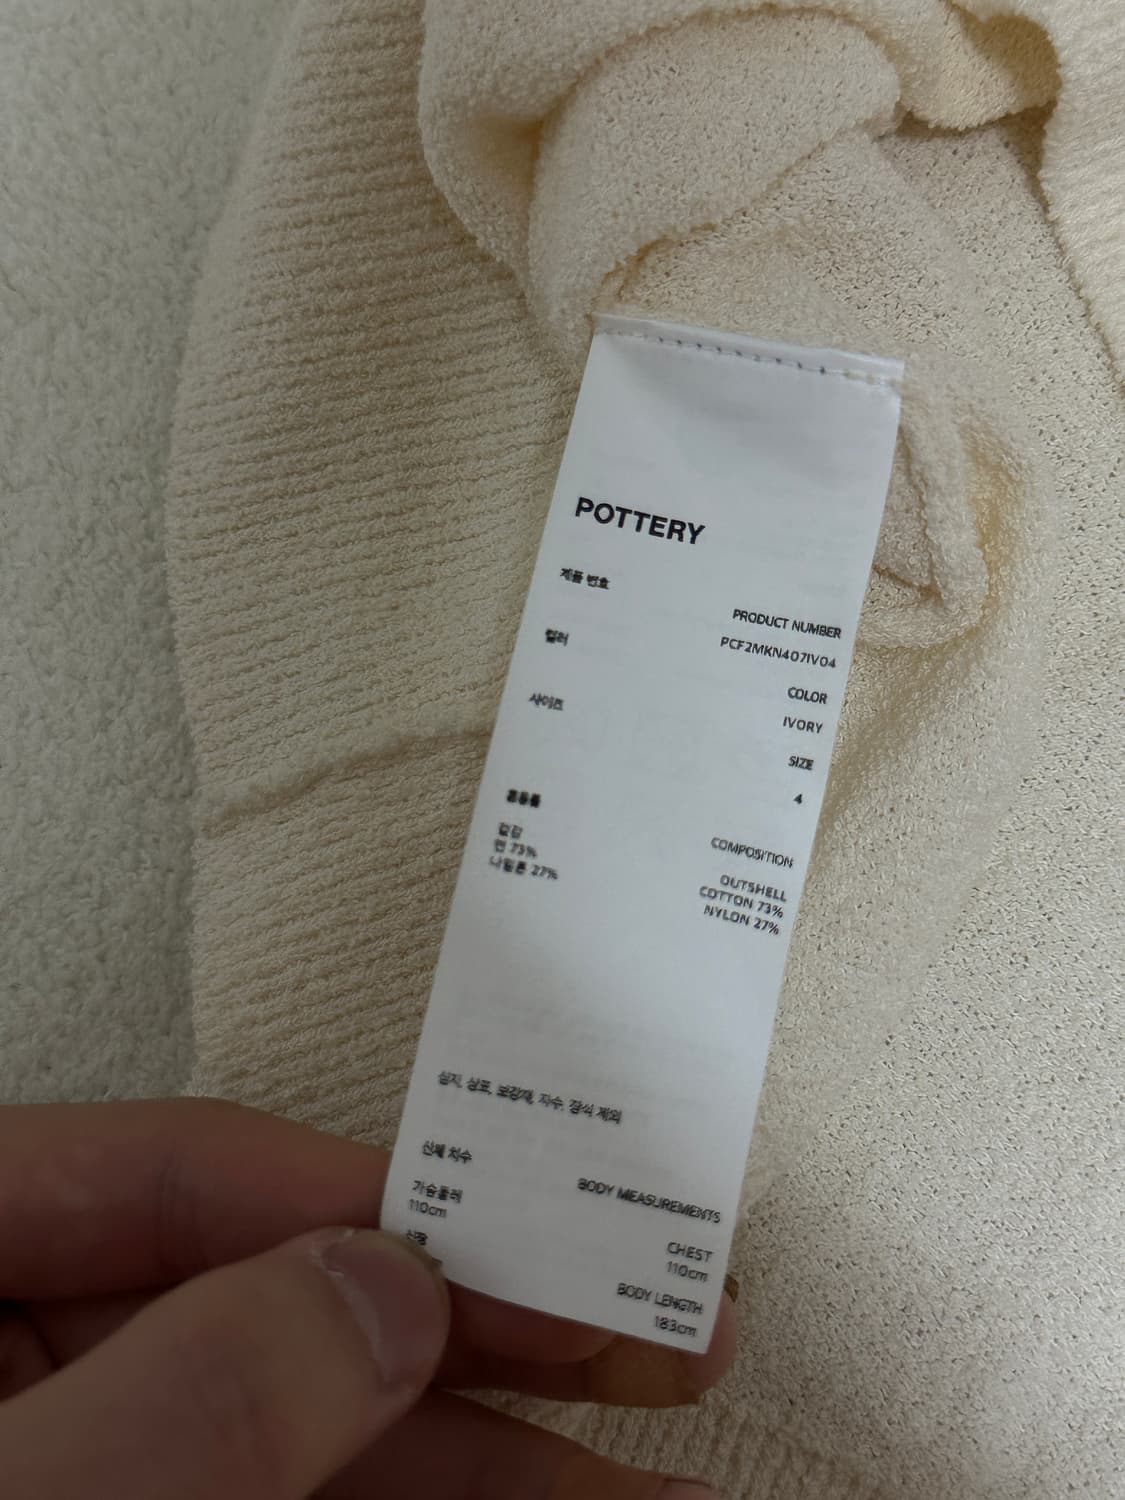 POTTERY
제품 번호
PRODUCT NUMBER
PCF2MKN407IV04
컬러
COLOR
IVORY
사이즈
SIZE
4
혼용률
COMPOSITION
겉감
면 73%
나일론 27%
OUTSHELL
COTTON 73%
NYLON 27%
심지, 상표, 보강재, 자수, 장식 제외
신체 치수
BODY MEASUREMENTS
가슴둘레
110cm
CHEST
110cm
신장
BODY LENGTH
183cm